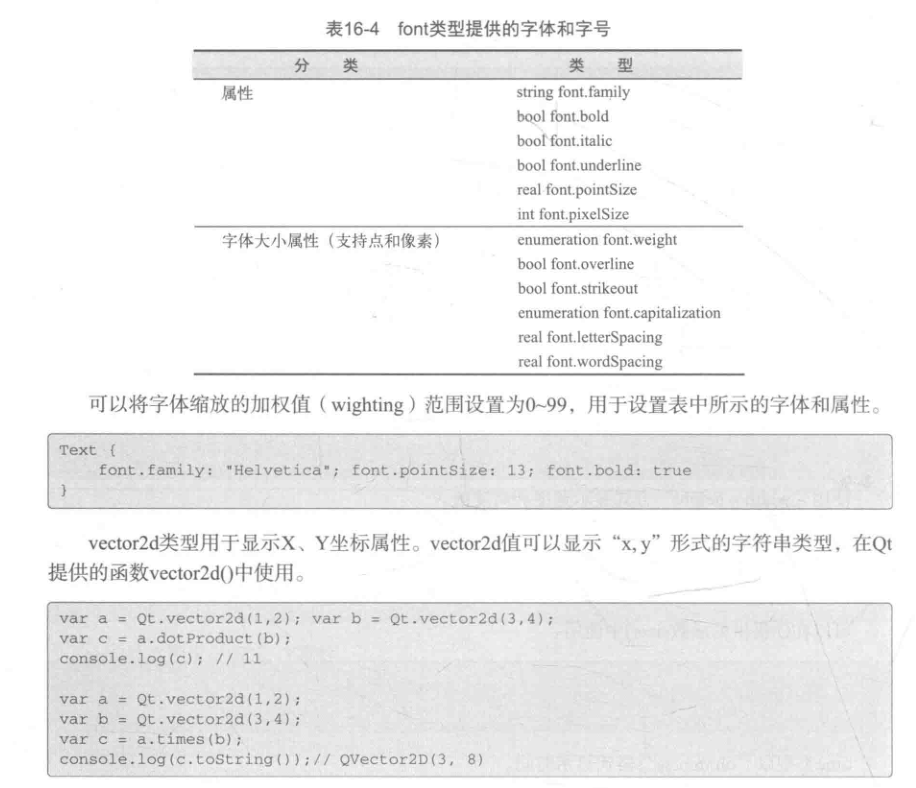 表16-4 font类型提供的字体和字号
分 类 类 型
属性 string font.family
bool font.bold
bool font.italic
bool font.underline
real font.pointSize
int font.pixelSize
字体大小属性（支持点和像素） enumeration font.weight
bool font.overline
bool font.strikeout
enumeration font.capitalization
real font.letterSpacing
real font.wordSpacing
可以将字体缩放的加权值（wighting）范围设置为0~99，用于设置表中所示的字体和属性。
Text {
    font.family: "Helvetica"; font.pointSize: 13; font.bold: true
}
vector2d类型用于显示X、Y坐标属性。vector2d值可以显示“x, y”形式的字符串类型，在Qt
提供的函数vector2d()中使用。
var a = Qt.vector2d(1,2); var b = Qt.vector2d(3,4);
var c = a.dotProduct(b);
console.log(c); // 11
var a = Qt.vector2d(1,2);
var b = Qt.vector2d(3,4);
var c = a.times(b);
console.log(c.toString());// QVector2D(3, 8)